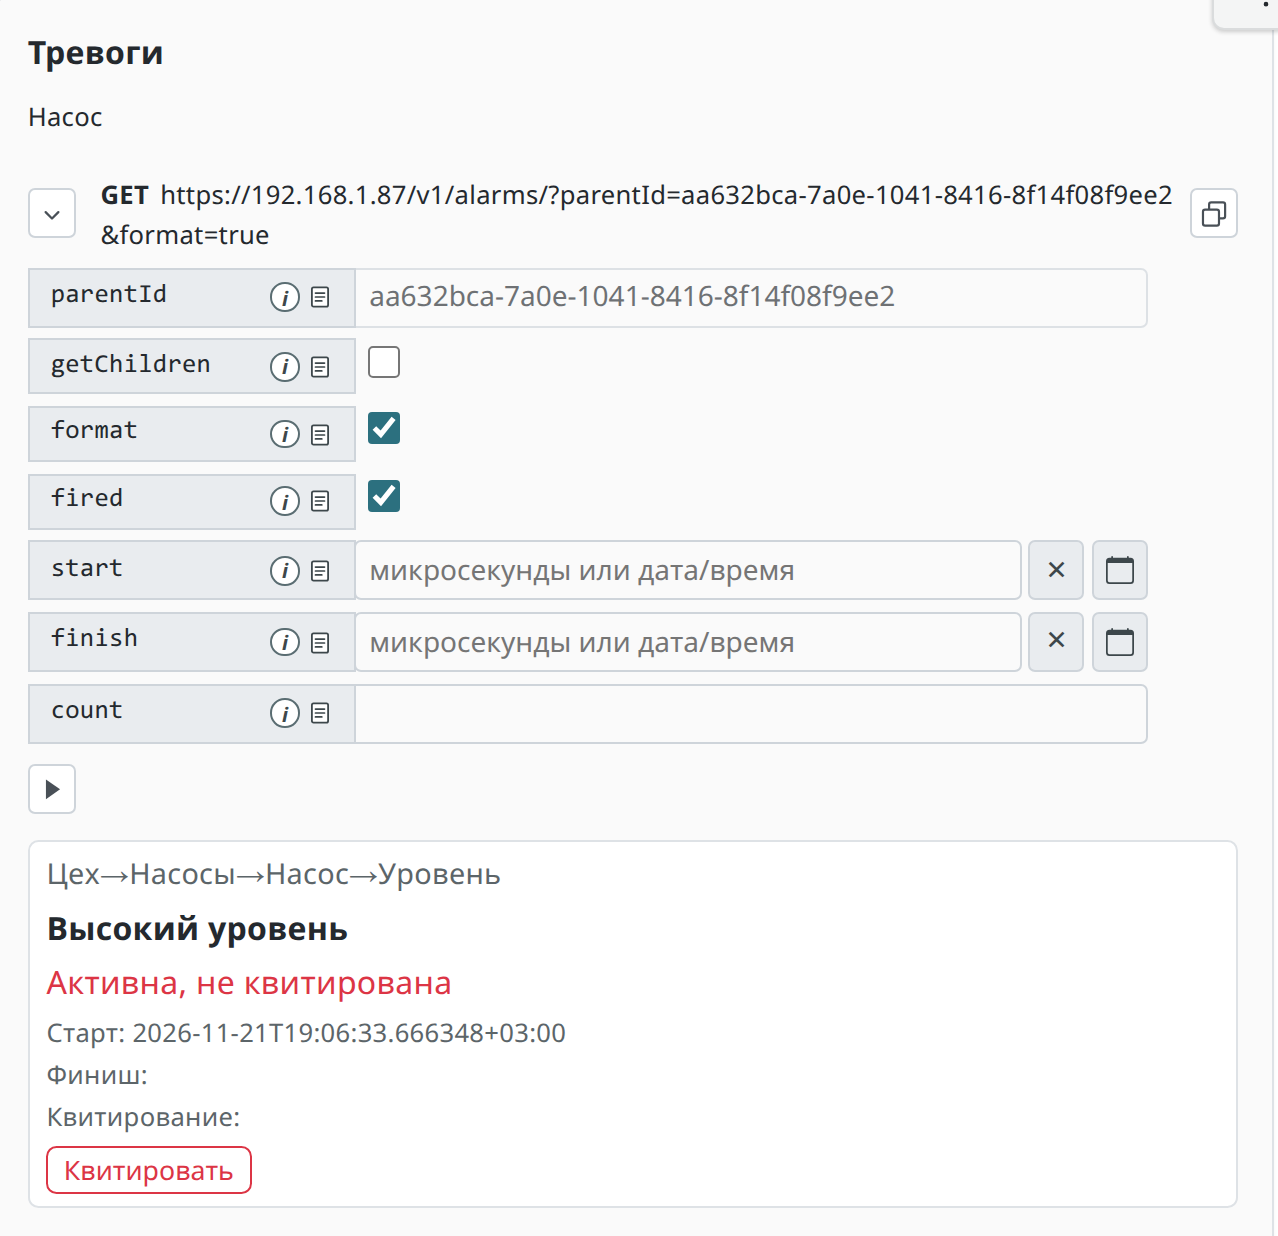 Тревоги
Насос
GET https://192.168.1.87/v1/alarms/?parentId=aa632bca-7a0e-1041-8416-8f14f08f9ee2
&format=true
parentId aa632bca-7a0e-1041-8416-8f14f08f9ee2
getChildren
format
fired
start микросекунды или дата/время
finish микросекунды или дата/время
count
Цех→Насосы→Насос→Уровень
Высокий уровень
Активна, не квитирована
Старт: 2026-11-21T19:06:33.666348+03:00
Финиш:
Квитирование:
Квитировать